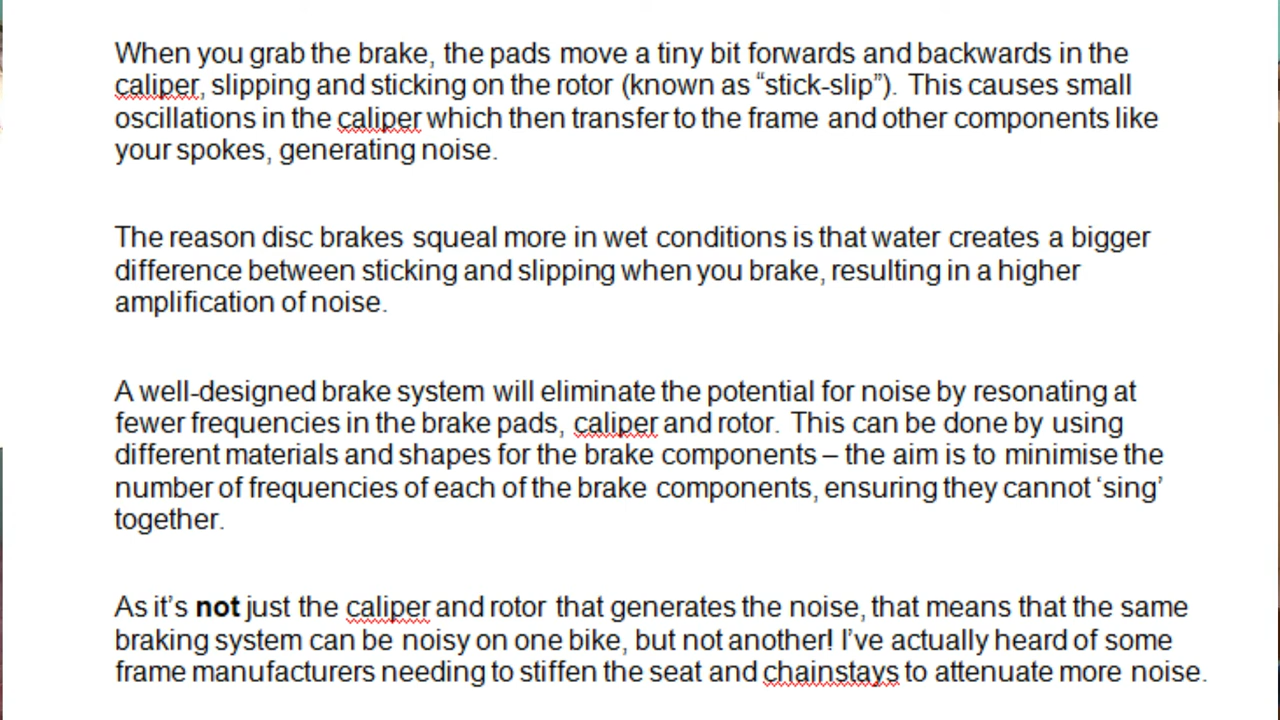 When you grab the brake, the pads move a tiny bit forwards and backwards in the
caliper, slipping and sticking on the rotor (known as “stick-slip”).  This causes small
oscillations in the caliper which then transfer to the frame and other components like
your spokes, generating noise.
The reason disc brakes squeal more in wet conditions is that water creates a bigger
difference between sticking and slipping when you brake, resulting in a higher
amplification of noise.
A well-designed brake system will eliminate the potential for noise by resonating at
fewer frequencies in the brake pads, caliper and rotor.  This can be done by using
different materials and shapes for the brake components – the aim is to minimise the
number of frequencies of each of the brake components, ensuring they cannot ‘sing’
together.
As it’s not just the caliper and rotor that generates the noise, that means that the same
braking system can be noisy on one bike, but not another! I’ve actually heard of some
frame manufacturers needing to stiffen the seat and chainstays to attenuate more noise.